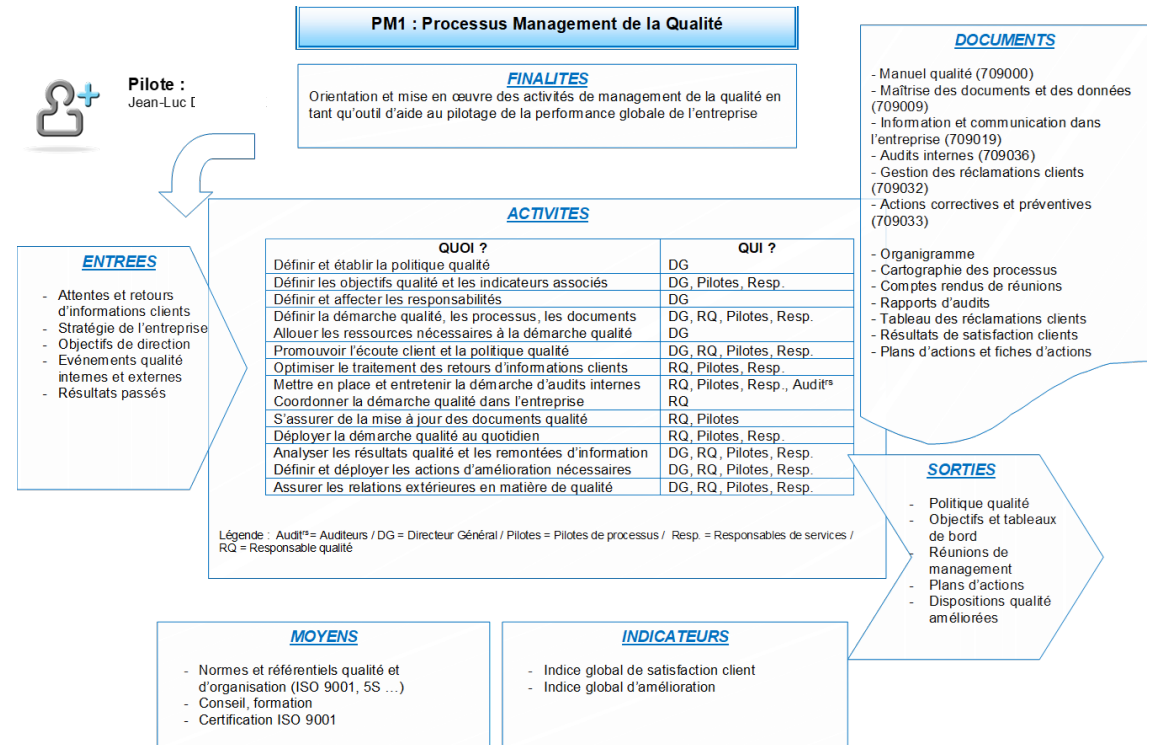 PM1 : Processus Management de la Qualité
Pilote :
Jean-Luc
FINALITES
Orientation et mise en œuvre des activités de management de la qualité en
tant qu’outil d’aide au pilotage de la performance globale de l’entreprise
DOCUMENTS
- Manuel qualité (709000)
- Maîtrise des documents et des données
(709009)
- Information et communication dans
l’entreprise (709019)
- Audits internes (709036)
- Gestion des réclamations clients
(709032)
- Actions correctives et préventives
(709033)
- Organigramme
- Cartographie des processus
- Comptes rendus de réunions
- Rapports d’audits
- Tableau des réclamations clients
- Résultats de satisfaction clients
- Plans d’actions et fiches d’actions
ENTREES
- Attentes et retours
d’informations clients
- Stratégie de l’entreprise
- Objectifs de direction
- Evénements qualité
internes et externes
- Résultats passés
ACTIVITES
QUOI ? QUI ?
Définir et établir la politique qualité DG
Définir les objectifs qualité et les indicateurs associés DG, Pilotes, Resp.
Définir et affecter les responsabilités DG
Définir la démarche qualité, les processus, les documents DG, RQ, Pilotes, Resp.
Allouer les ressources nécessaires à la démarche qualité DG
Promouvoir l’écoute client et la politique qualité DG, RQ, Pilotes, Resp.
Optimiser le traitement des retours d’informations clients RQ, Pilotes, Resp.
Mettre en place et entretenir la démarche d’audits internes RQ, Pilotes, Resp., Auditrs
Coordonner la démarche qualité dans l’entreprise RQ
S’assurer de la mise à jour des documents qualité RQ, Pilotes
Déployer la démarche qualité au quotidien RQ, Pilotes, Resp.
Analyser les résultats qualité et les remontées d’information DG, RQ, Pilotes, Resp.
Définir et déployer les actions d’amélioration nécessaires DG, RQ, Pilotes, Resp.
Assurer les relations extérieures en matière de qualité DG, RQ, Pilotes, Resp.
Légende : Auditrs = Auditeurs / DG = Directeur Général / Pilotes = Pilotes de processus / Resp. = Responsables de services /
RQ = Responsable qualité
SORTIES
- Politique qualité
- Objectifs et tableaux
de bord
- Réunions de
management
- Plans d’actions
- Dispositions qualité
améliorées
MOYENS
- Normes et référentiels qualité et
d’organisation (ISO 9001, 5S …)
- Conseil, formation
- Certification ISO 9001
INDICATEURS
- Indice global de satisfaction client
- Indice global d’amélioration